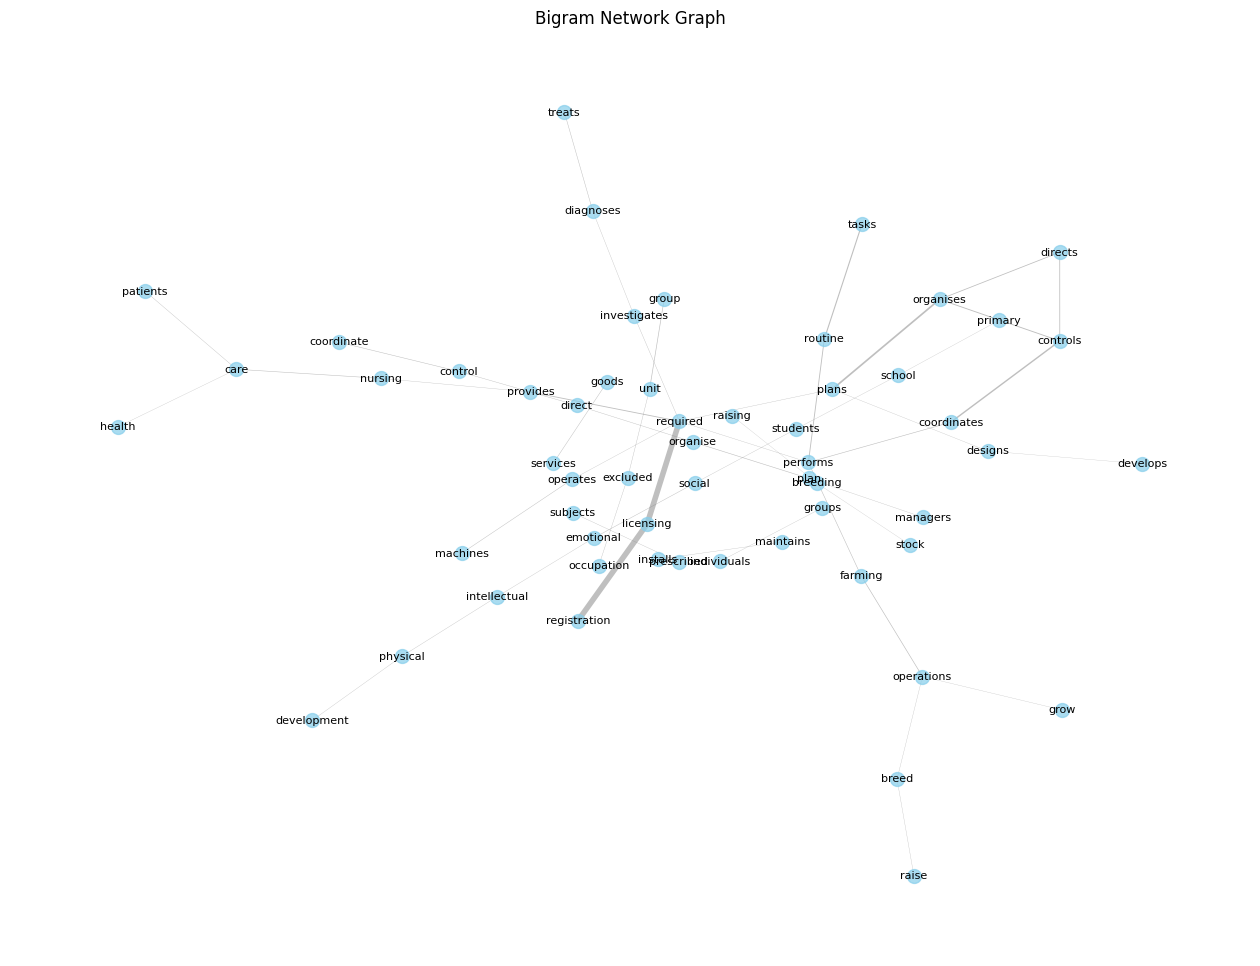 Bigram Network Graph
treats
diagnoses
tasks
directs
patients
group
organises
investigates
primary
coordinate
routine
controls
care
control
nursing
school
goods
unit
plans
provides
direct
raising
required
coordinates
health
students
organise
designs
performs
services
develops
excluded
operates
plan
breeding
social
groups
subjects
managers
licensing
emotional
maintains
stock
machines
installs
prescribed
individuals
occupation
farming
intellectual
registration
physical
operations
grow
development
breed
raise